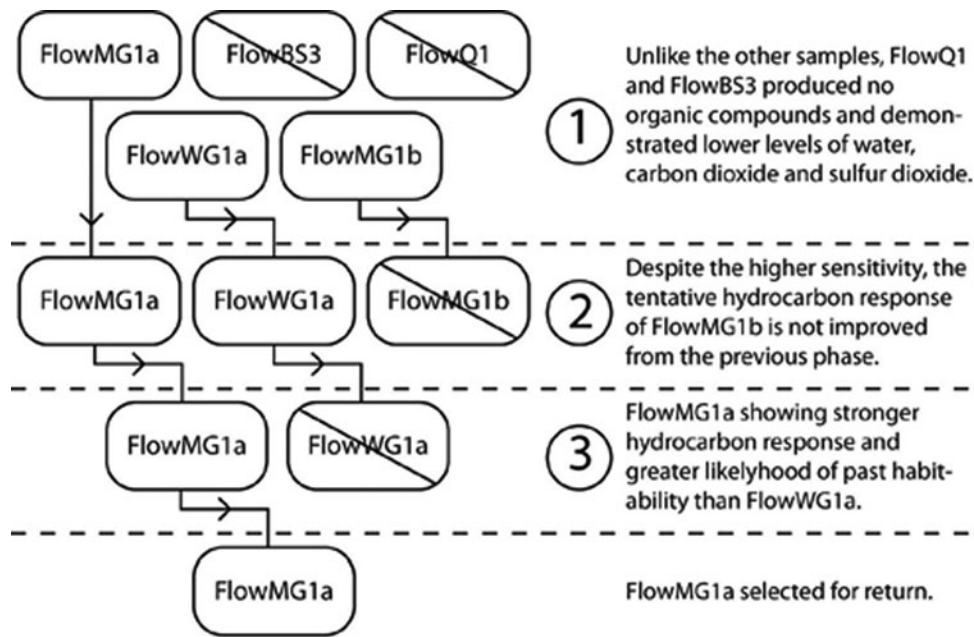 FlowMG1a
FlowBS3
FlowQ1
FlowWG1a
FlowMG1b
1
Unlike the other samples, FlowQ1
and FlowBS3 produced no
organic compounds and demon-
strated lower levels of water,
carbon dioxide and sulfur dioxide.
FlowMG1a
FlowWG1a
FlowMG1b
2
Despite the higher sensitivity, the
tentative hydrocarbon response
of FlowMG1b is not improved
from the previous phase.
FlowMG1a
FlowWG1a
3
FlowMG1a showing stronger
hydrocarbon response and
greater likelyhood of past habit-
ability than FlowWG1a.
FlowMG1a
FlowMG1a selected for return.